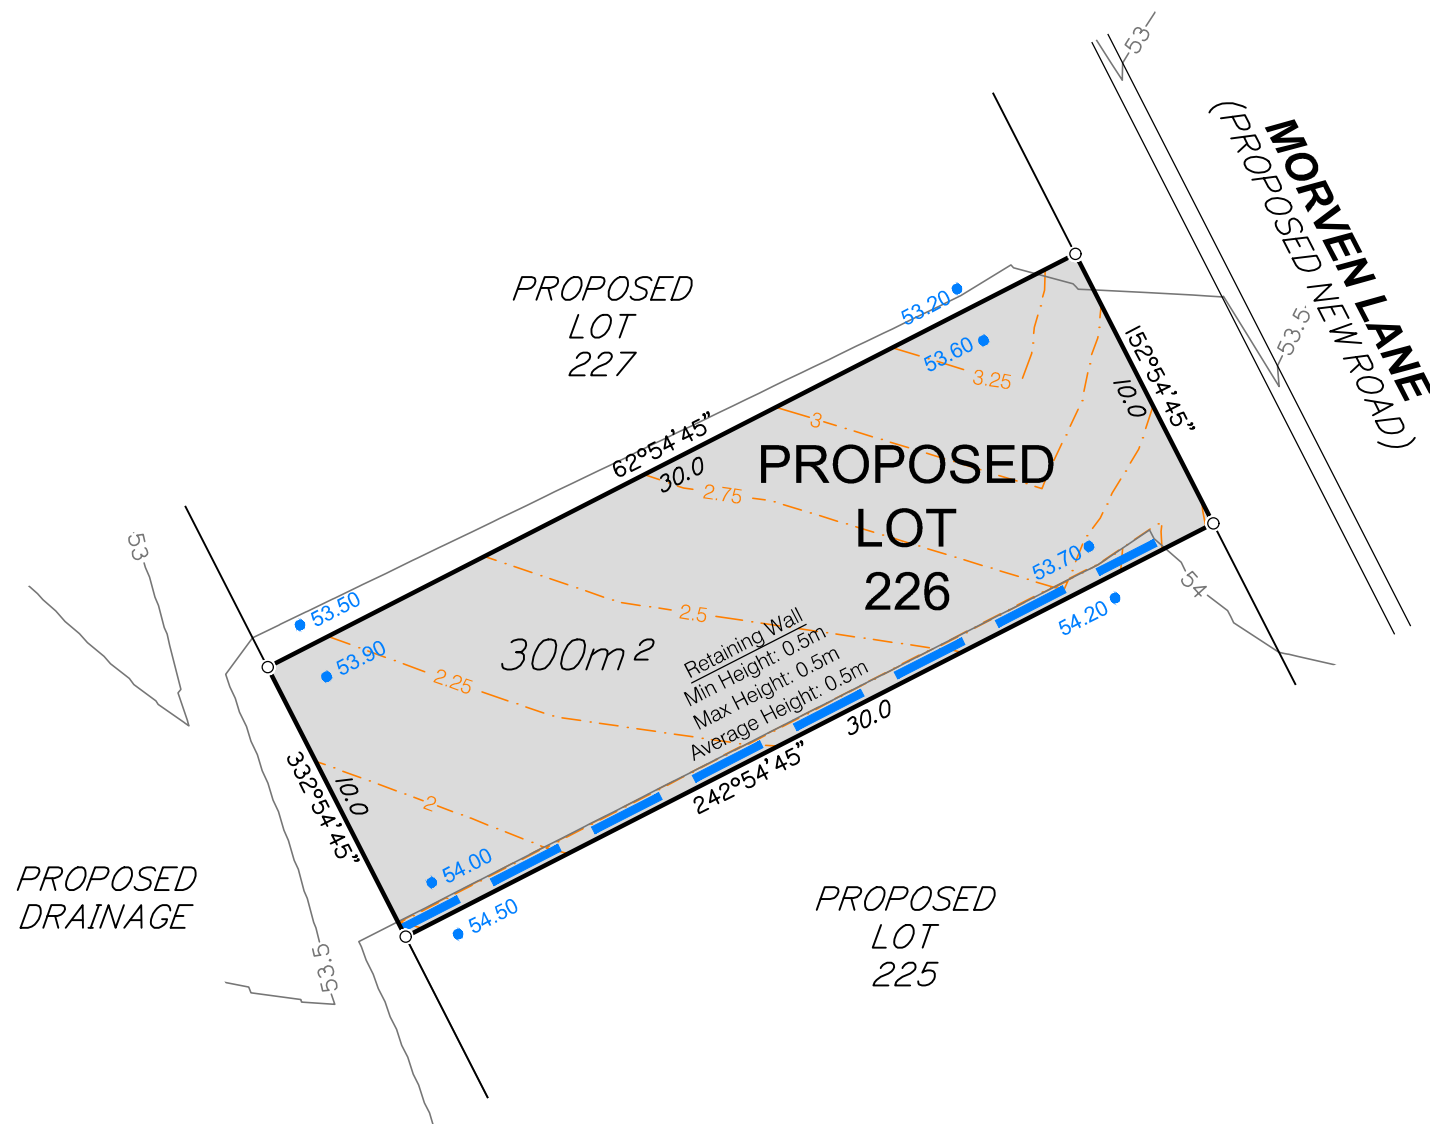 53
MORVEN LANE
(PROPOSED NEW ROAD)
53.5
PROPOSED
LOT
227
53.20
53.60
3.25
152°54'45"
10.0
62°54'45"
30.0
3
2.75
PROPOSED
LOT
226
53
53.50
53.90
2.25
2.5
300m²
53.70
54.20
54
Retaining Wall
Min Height: 0.5m
Max Height: 0.5m
Average Height: 0.5m
30.0
242°54'45"
332°54'45"
10.0
2
54.00
54.50
PROPOSED
DRAINAGE
53.5
PROPOSED
LOT
225